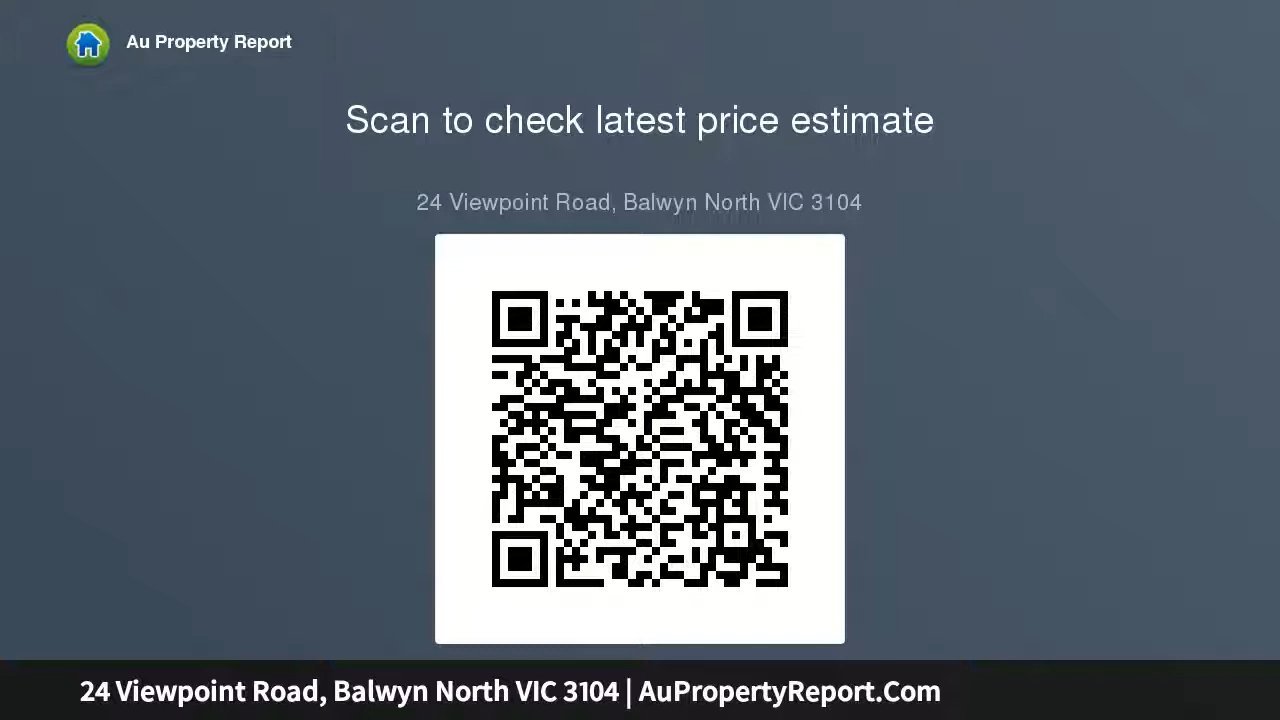 Au Property Report
Scan to check latest price estimate
24 Viewpoint Road, Balwyn North VIC 3104
24 Viewpoint Road, Balwyn North VIC 3104 | AuPropertyReport.Com